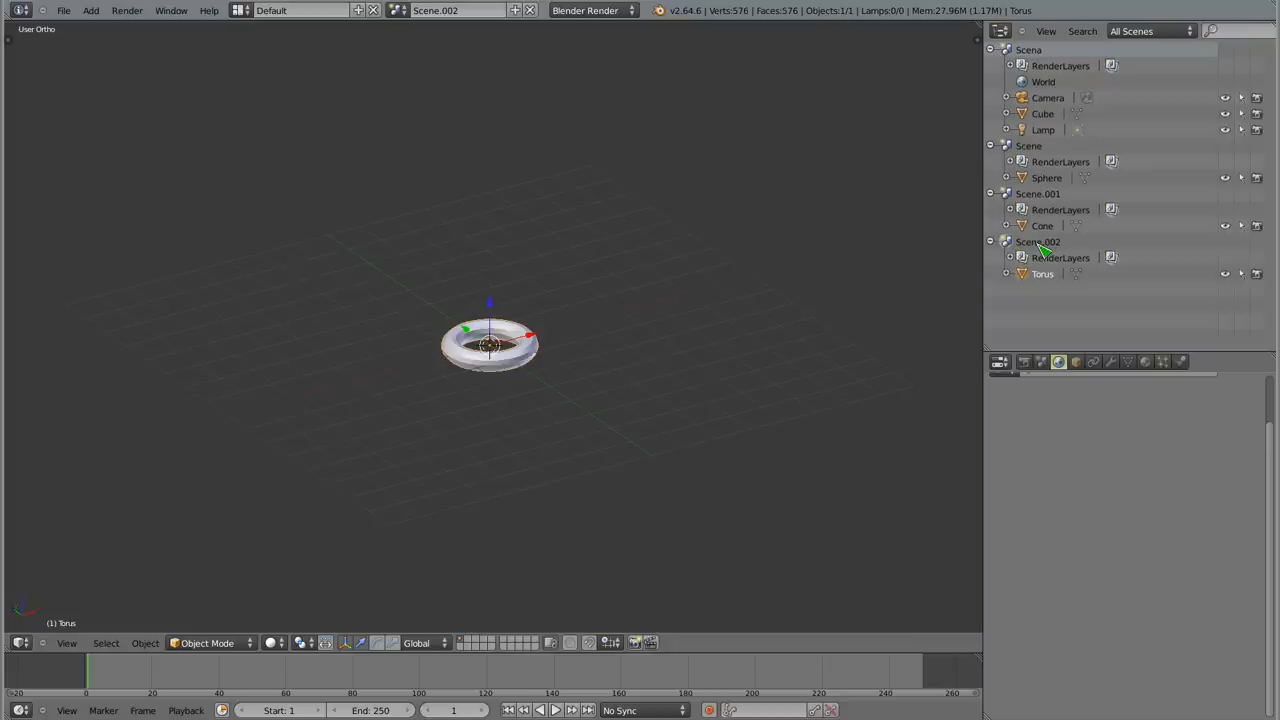 File Add Render Window Help Default Scene.002 Blender Render v2.64.6 | Verts:576 | Faces:576 | Objects:1/1 | Lamps:0/0 | Mem:27.96M (1.17M) | Torus
User Ortho
View Search All Scenes
Scena
RenderLayers |
World
Camera |
Cube |
Lamp |
Scene
RenderLayers |
Sphere |
Scene.001
RenderLayers |
Cone |
Scene.002
RenderLayers |
Torus |
(1) Torus
View Select Object Object Mode Global
-20 0 20 40 60 80 100 120 140 160 180 200 220 240 260
View Marker Frame Playback Start: 1 End: 250 1 No Sync